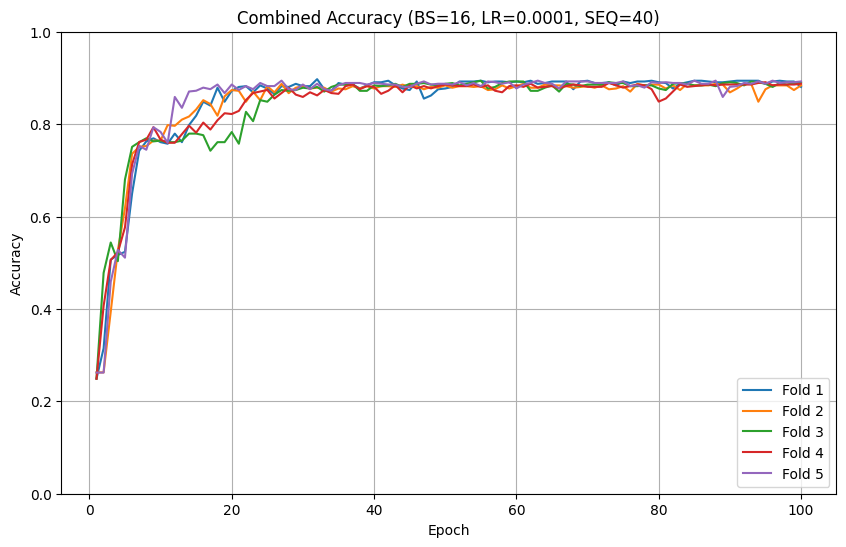 Combined Accuracy (BS=16, LR=0.0001, SEQ=40)
1.0
0.8
0.6
0.4
0.2
0.0
Accuracy
0 20 40 60 80 100
Epoch
Fold 1
Fold 2
Fold 3
Fold 4
Fold 5